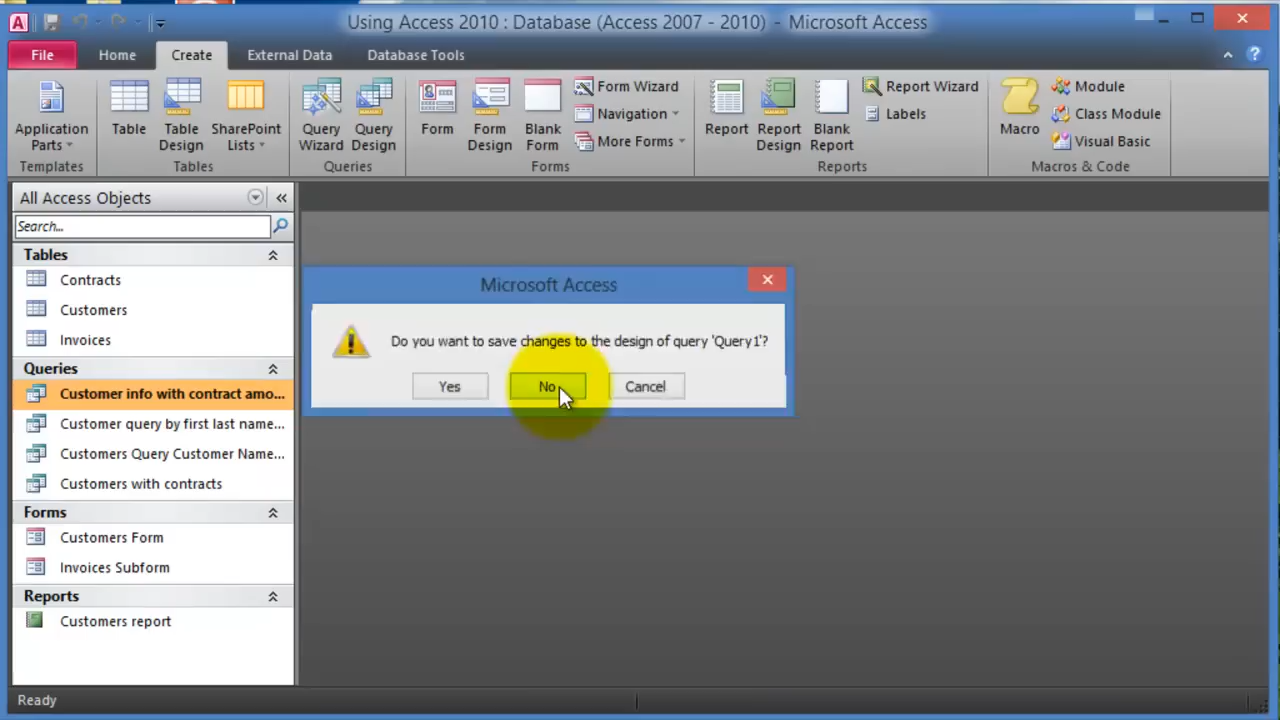 Using Access 2010 : Database (Access 2007 - 2010) - Microsoft Access
File Home Create External Data Database Tools
Application Parts
Table
Table Design
SharePoint Lists
Query Wizard
Query Design
Form
Form Design
Blank Form
Form Wizard
Navigation
More Forms
Report
Report Design
Blank Report
Report Wizard
Labels
Macro
Module
Class Module
Visual Basic
Templates Tables Queries Forms Reports Macros & Code
All Access Objects
Search...
Tables
Contracts
Customers
Invoices
Queries
Customer info with contract amo...
Customer query by first last name...
Customers Query Customer Name...
Customers with contracts
Forms
Customers Form
Invoices Subform
Reports
Customers report
Microsoft Access
Do you want to save changes to the design of query 'Query1'?
Yes No Cancel
Ready